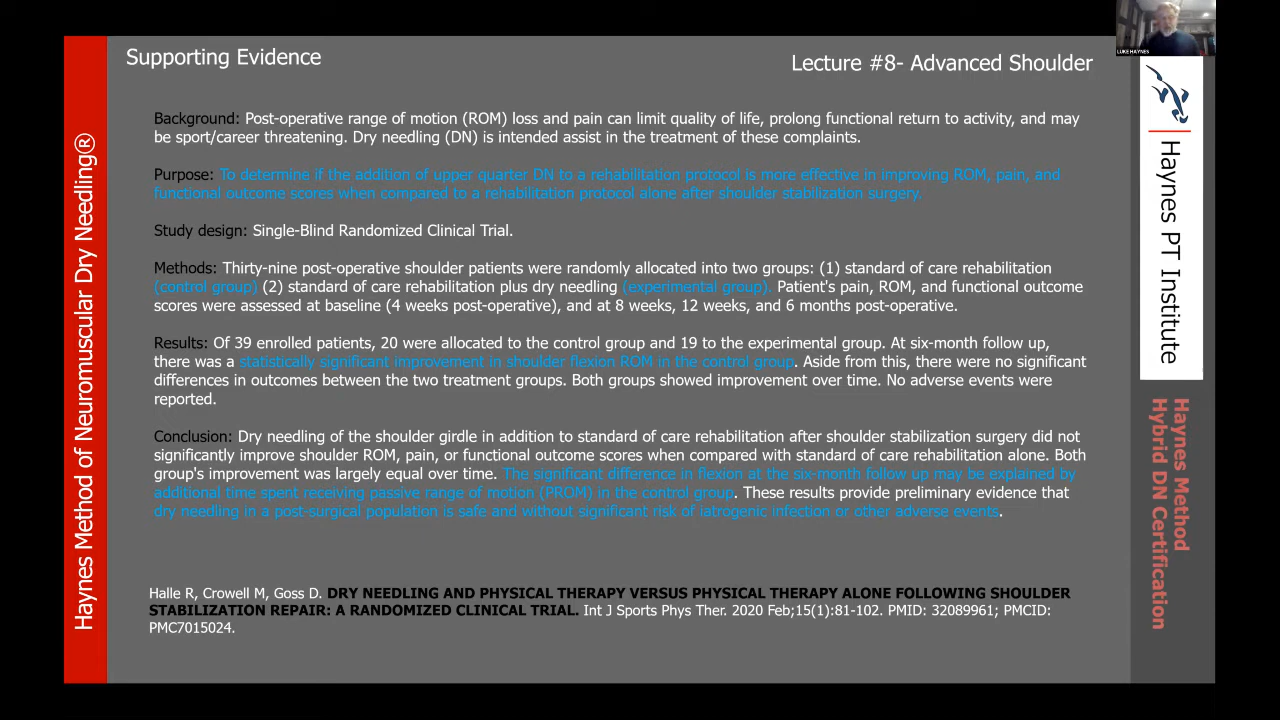 LUKE HAYNES
Supporting Evidence
Lecture #8- Advanced Shoulder
Background: Post-operative range of motion (ROM) loss and pain can limit quality of life, prolong functional return to activity, and may
be sport/career threatening. Dry needling (DN) is intended assist in the treatment of these complaints.
Purpose: To determine if the addition of upper quarter DN to a rehabilitation protocol is more effective in improving ROM, pain, and
functional outcome scores when compared to a rehabilitation protocol alone after shoulder stabilization surgery.
Study design: Single-Blind Randomized Clinical Trial.
Methods: Thirty-nine post-operative shoulder patients were randomly allocated into two groups: (1) standard of care rehabilitation
(control group) (2) standard of care rehabilitation plus dry needling (experimental group). Patient's pain, ROM, and functional outcome
scores were assessed at baseline (4 weeks post-operative), and at 8 weeks, 12 weeks, and 6 months post-operative.
Results: Of 39 enrolled patients, 20 were allocated to the control group and 19 to the experimental group. At six-month follow up,
there was a statistically significant improvement in shoulder flexion ROM in the control group. Aside from this, there were no significant
differences in outcomes between the two treatment groups. Both groups showed improvement over time. No adverse events were
reported.
Conclusion: Dry needling of the shoulder girdle in addition to standard of care rehabilitation after shoulder stabilization surgery did not
significantly improve shoulder ROM, pain, or functional outcome scores when compared with standard of care rehabilitation alone. Both
group's improvement was largely equal over time. The significant difference in flexion at the six-month follow up may be explained by
additional time spent receiving passive range of motion (PROM) in the control group. These results provide preliminary evidence that
dry needling in a post-surgical population is safe and without significant risk of iatrogenic infection or other adverse events.
Halle R, Crowell M, Goss D. DRY NEEDLING AND PHYSICAL THERAPY VERSUS PHYSICAL THERAPY ALONE FOLLOWING SHOULDER
STABILIZATION REPAIR: A RANDOMIZED CLINICAL TRIAL. Int J Sports Phys Ther. 2020 Feb;15(1):81-102. PMID: 32089961; PMCID:
PMC7015024.
Haynes Method of Neuromuscular Dry Needling®
Haynes PT Institute
Haynes Method
Hybrid DN Certification